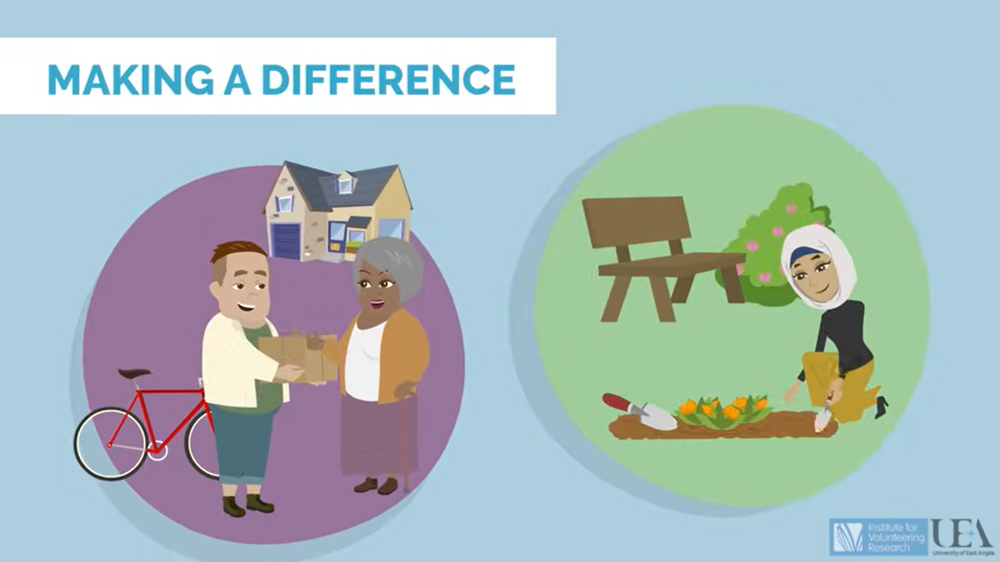 MAKING A DIFFERENCE
Institute for
Volunteering
Research
UEA
University of East Anglia